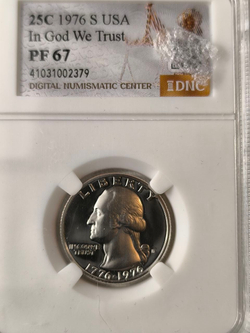 25C 1976 S USA
In God We Trust
PF 67
41031002379
DIGITAL NUMISMATIC CENTER
DNC
LIBERTY
IN GOD WE
TRUST
1776-1976